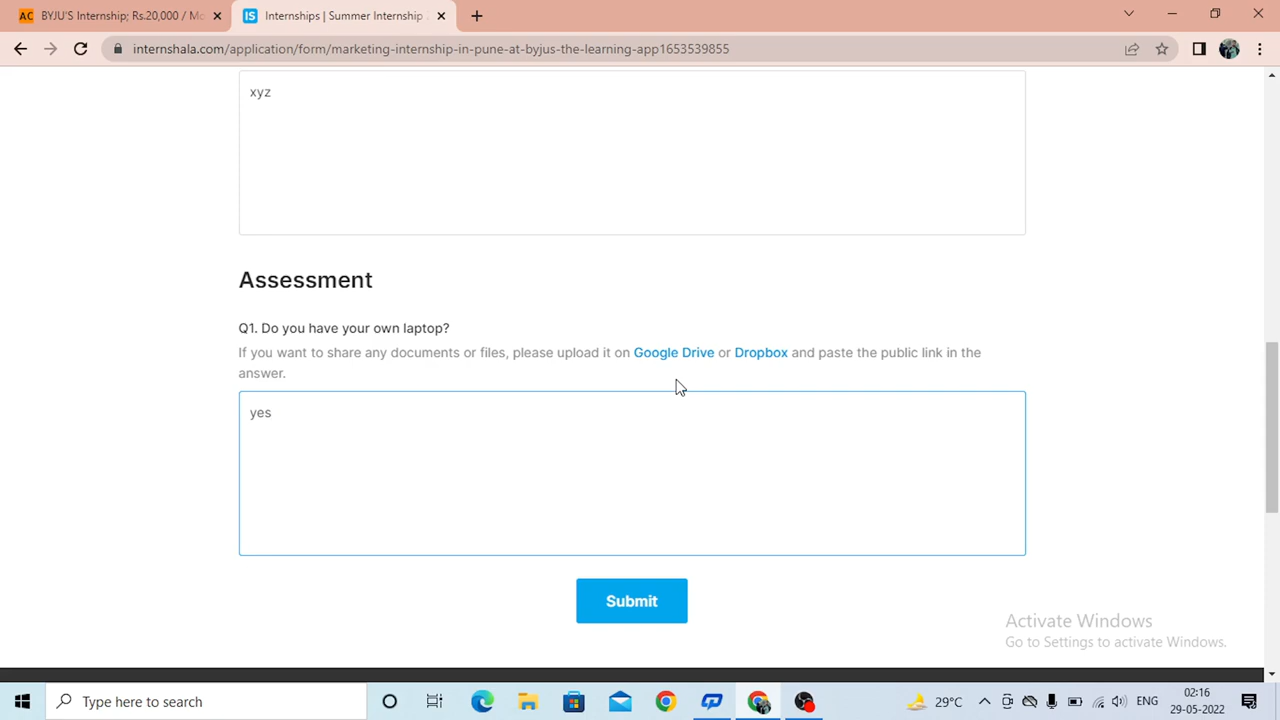 BYJU'S Internship; Rs.20,000 / Mo
Internships | Summer Internship
internshala.com/application/form/marketing-internship-in-pune-at-byjus-the-learning-app1653539855
xyz
Assessment
Q1. Do you have your own laptop?
If you want to share any documents or files, please upload it on Google Drive or Dropbox and paste the public link in the
answer.
yes
Submit
Activate Windows
Go to Settings to activate Windows.
Type here to search
29°C
ENG
02:16
29-05-2022